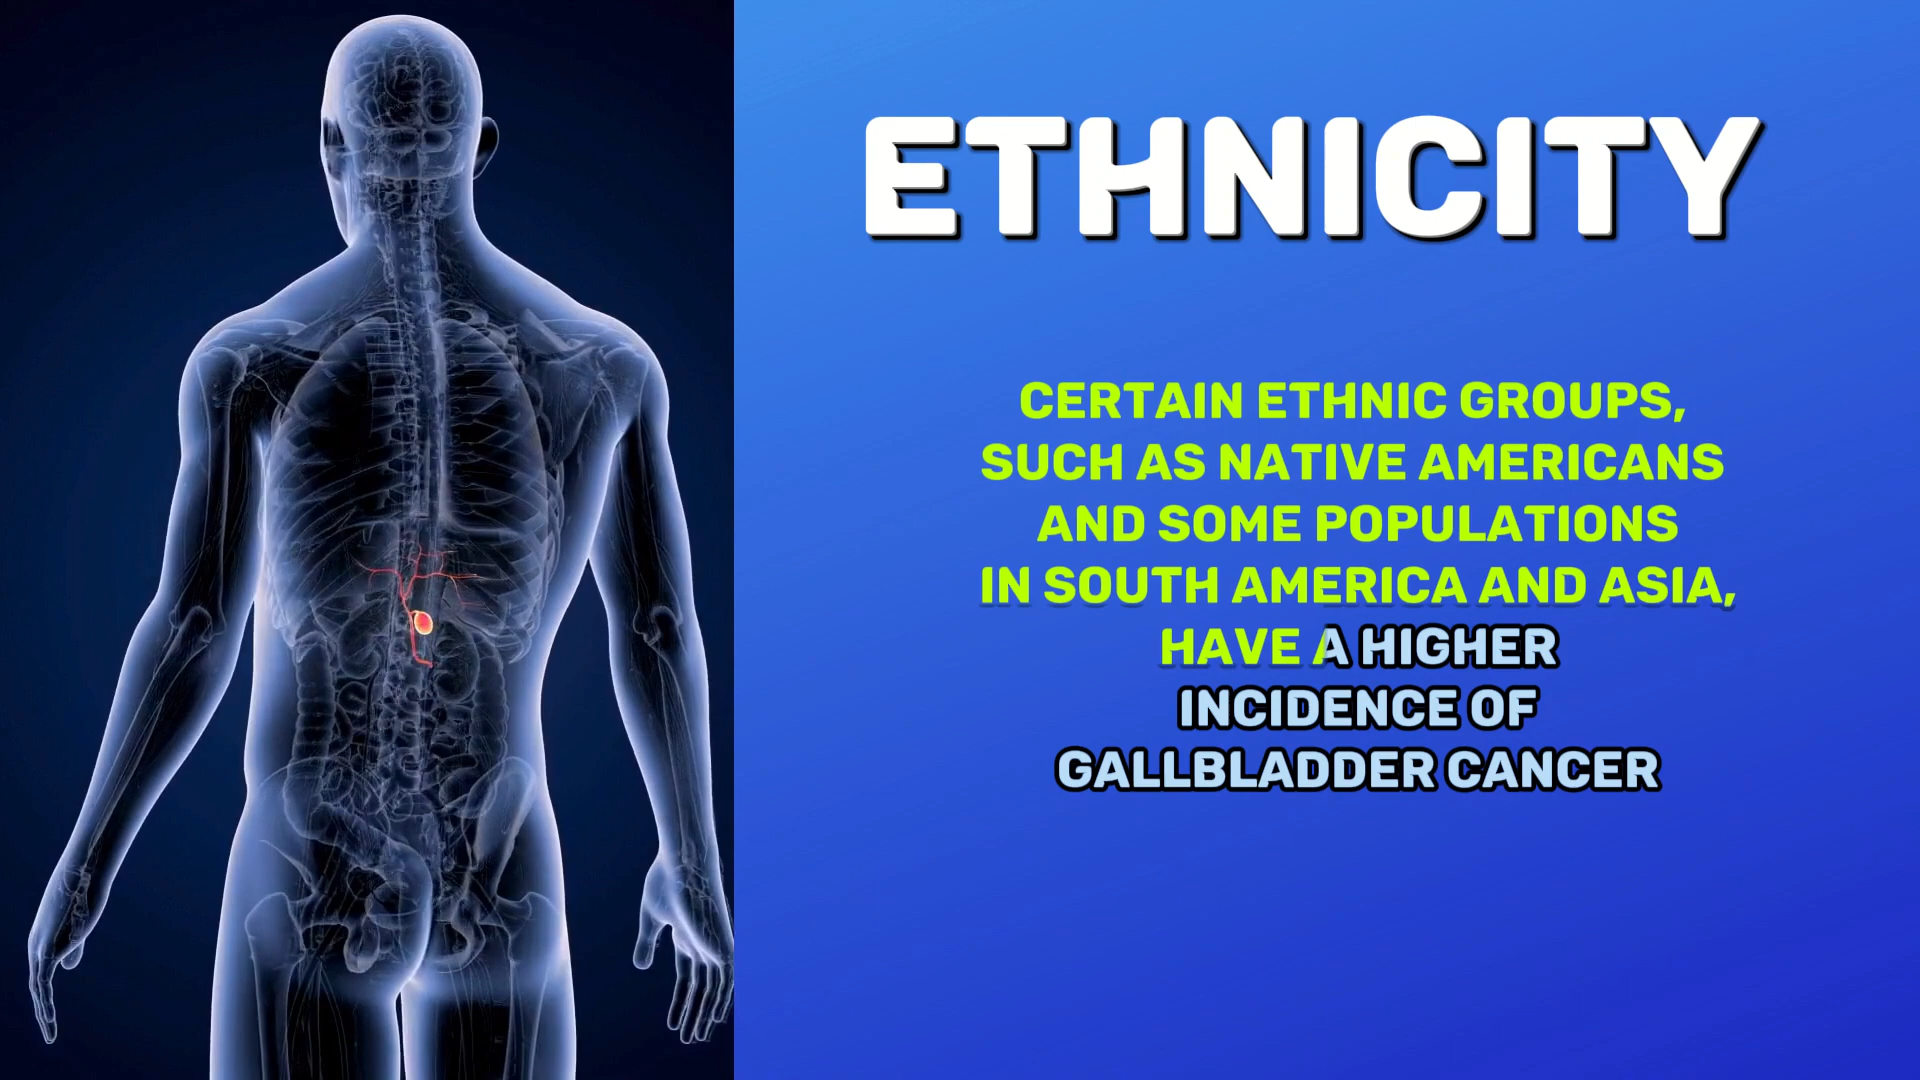 ETHNICITY
CERTAIN ETHNIC GROUPS,
SUCH AS NATIVE AMERICANS
AND SOME POPULATIONS
IN SOUTH AMERICA AND ASIA,
HAVE A HIGHER
INCIDENCE OF
GALLBLADDER CANCER